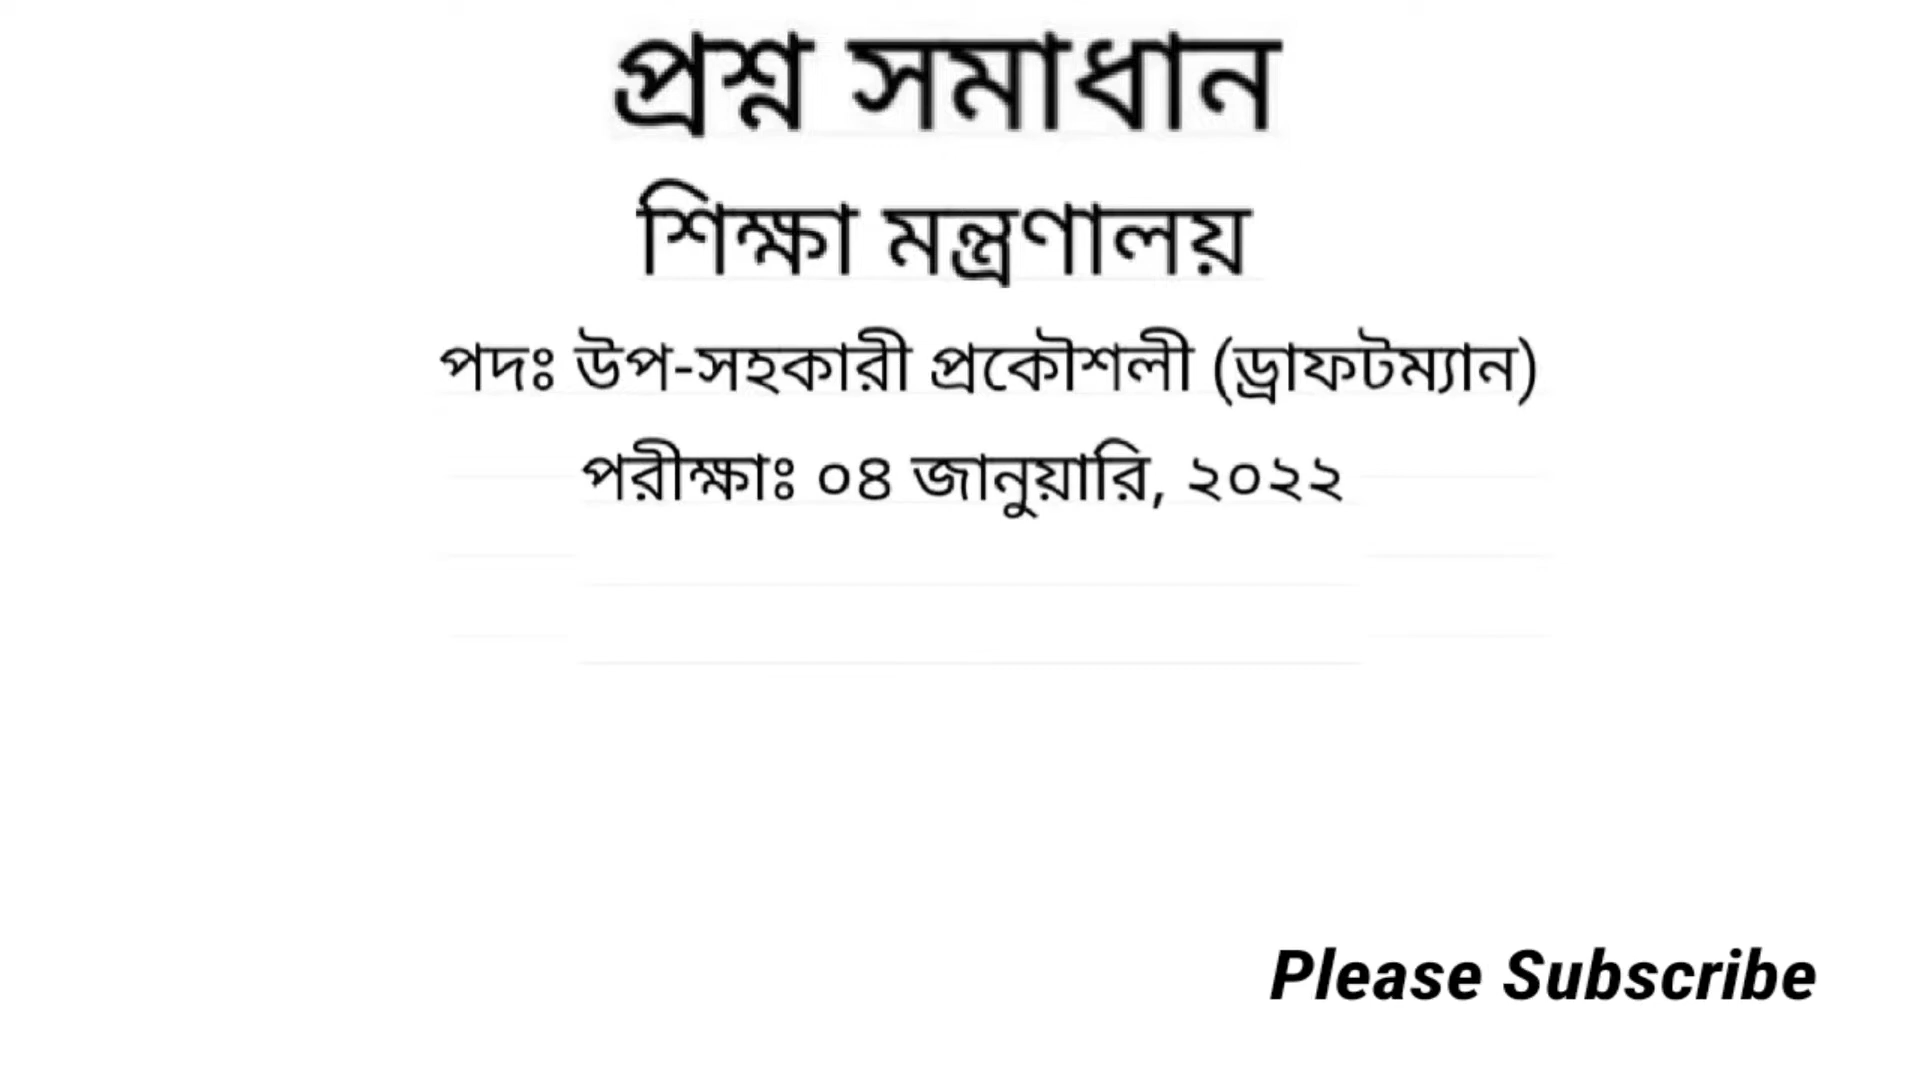 প্রশ্ন সমাধান
শিক্ষা মন্ত্রণালয়
পদঃ উপ-সহকারী প্রকৌশলী (ড্রাফটম্যান)
পরীক্ষাঃ ০৪ জানুয়ারি, ২০২২
Please Subscribe